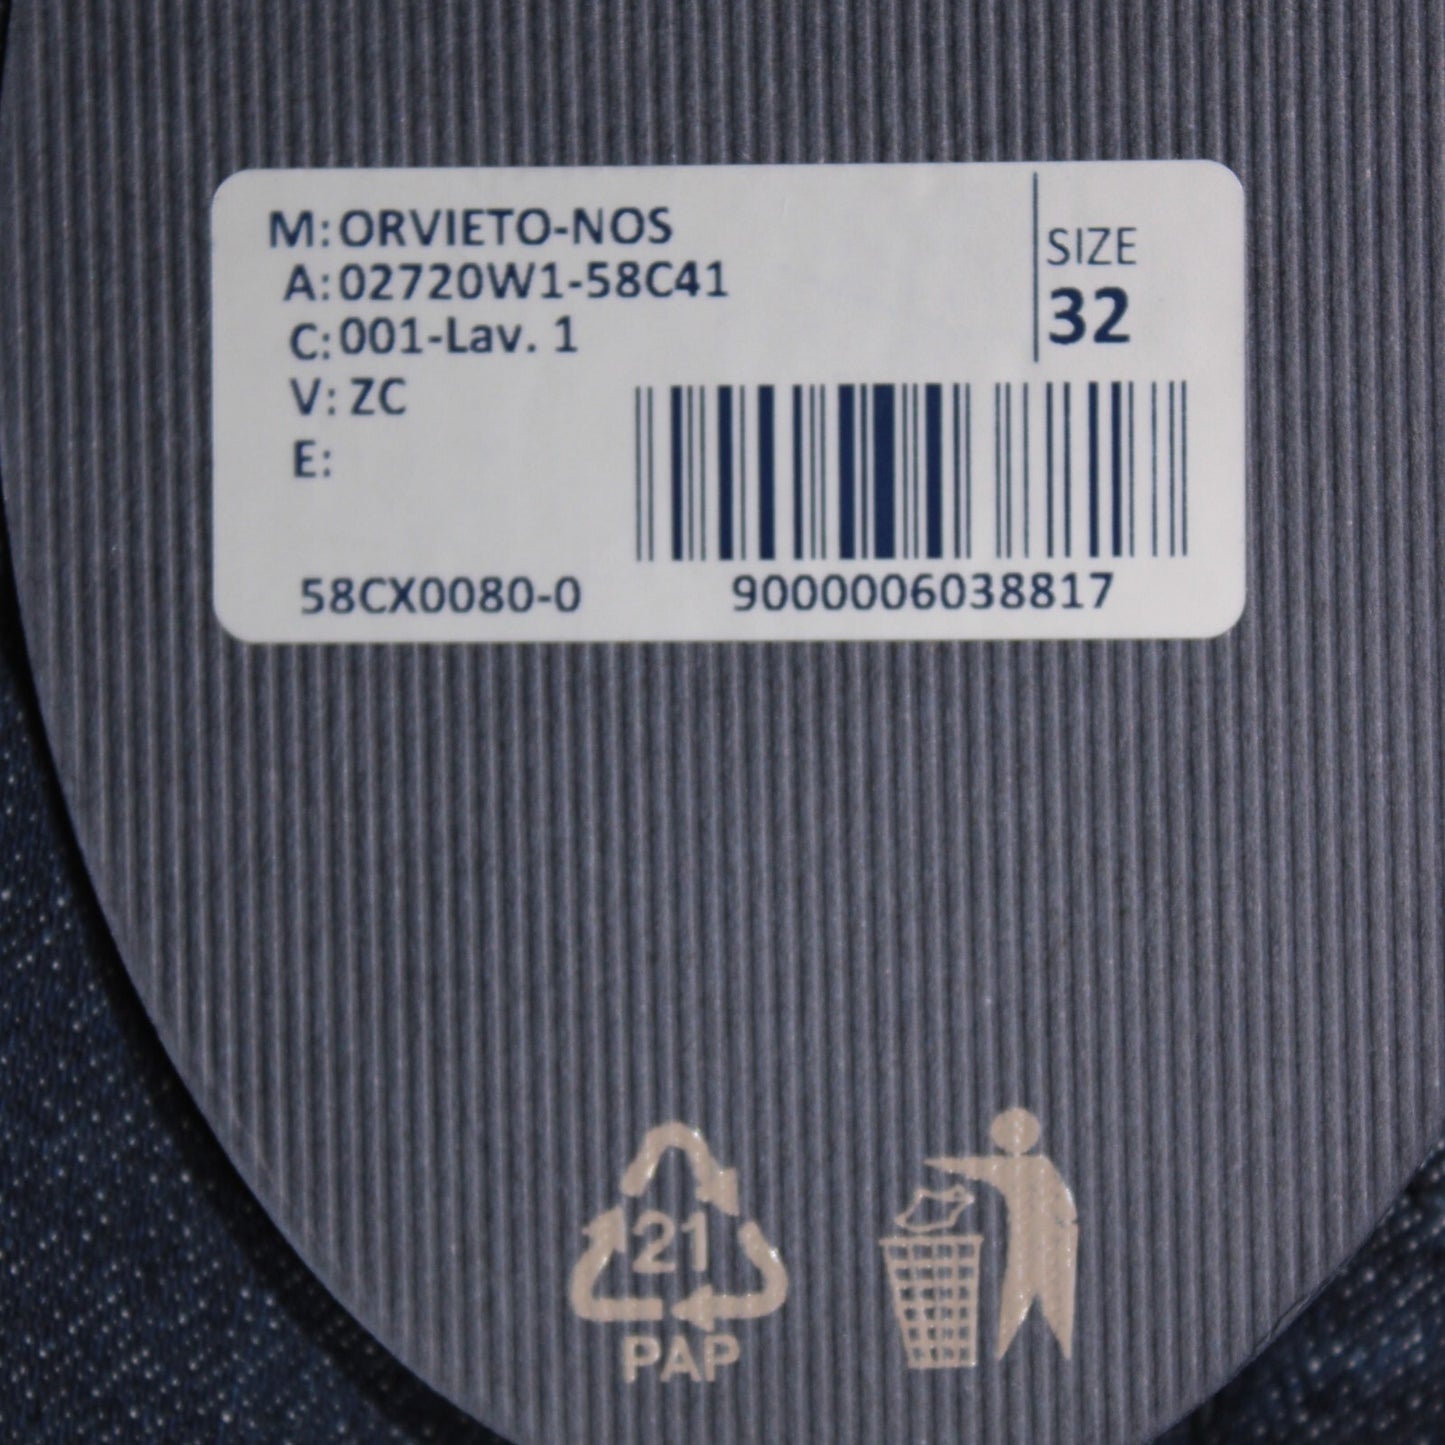 M: ORVIETO-NOS
A: 02720W1-58C41
C: 001-Lav. 1
V: ZC
E:
SIZE
32
58CX0080-0
9000006038817
21
PAP